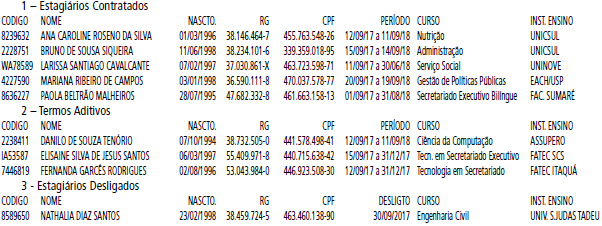 1 – Estagiários Contratados
CODIGO NOME NASCTO. RG CPF PERÍODO CURSO INST. ENSINO
8239632 ANA CAROLINE ROSENO DA SILVA 01/03/1996 38.146.464-7 455.763.548-26 12/09/17 a 11/09/18 Nutrição UNICSUL
2228751 BRUNO DE SOUSA SIQUEIRA 11/06/1998 38.234.101-6 339.359.018-95 15/09/17 a 14/09/18 Administração UNICSUL
WA78589 LARISSA SANTIAGO CAVALCANTE 07/02/1997 37.030.861-X 463.723.598-71 11/09/17 a 30/06/18 Serviço Social UNINOVE
4227590 MARIANA RIBEIRO DE CAMPOS 03/01/1998 36.590.111-8 470.037.578-77 20/09/17 a 19/09/18 Gestão de Políticas Públicas EACH/USP
8636227 PAOLA BELTRÃO MALHEIROS 28/07/1995 47.682.332-8 461.663.158-13 01/09/17 a 31/08/18 Secretariado Executivo Bilíngue FAC. SUMARÉ
2 – Termos Aditivos
CODIGO NOME NASCTO. RG CPF PERÍODO CURSO INST. ENSINO
2238411 DANILO DE SOUZA TENÓRIO 07/10/1994 38.732.505-0 441.578.498-41 12/09/17 a 11/09/18 Ciência da Computação ASSUPERO
IA53587 ELISAINE SILVA DE JESUS SANTOS 06/03/1997 55.409.971-8 440.715.638-42 15/09/17 a 31/12/17 Tecn. em Secretariado Executivo FATEC SCS
7446819 FERNANDA GARCÊS RODRIGUES 02/08/1996 53.043.984-0 446.923.508-30 12/09/17 a 31/12/17 Tecnologia em Secretariado FATEC ITAQUÁ
3 - Estagiários Desligados
CODIGO NOME NASCTO. RG CPF DESLIGTO CURSO INST. ENSINO
8589650 NATHALIA DIAZ SANTOS 23/02/1998 38.459.724-5 463.460.138-90 30/09/2017 Engenharia Civil UNIV. S.JUDAS TADEU